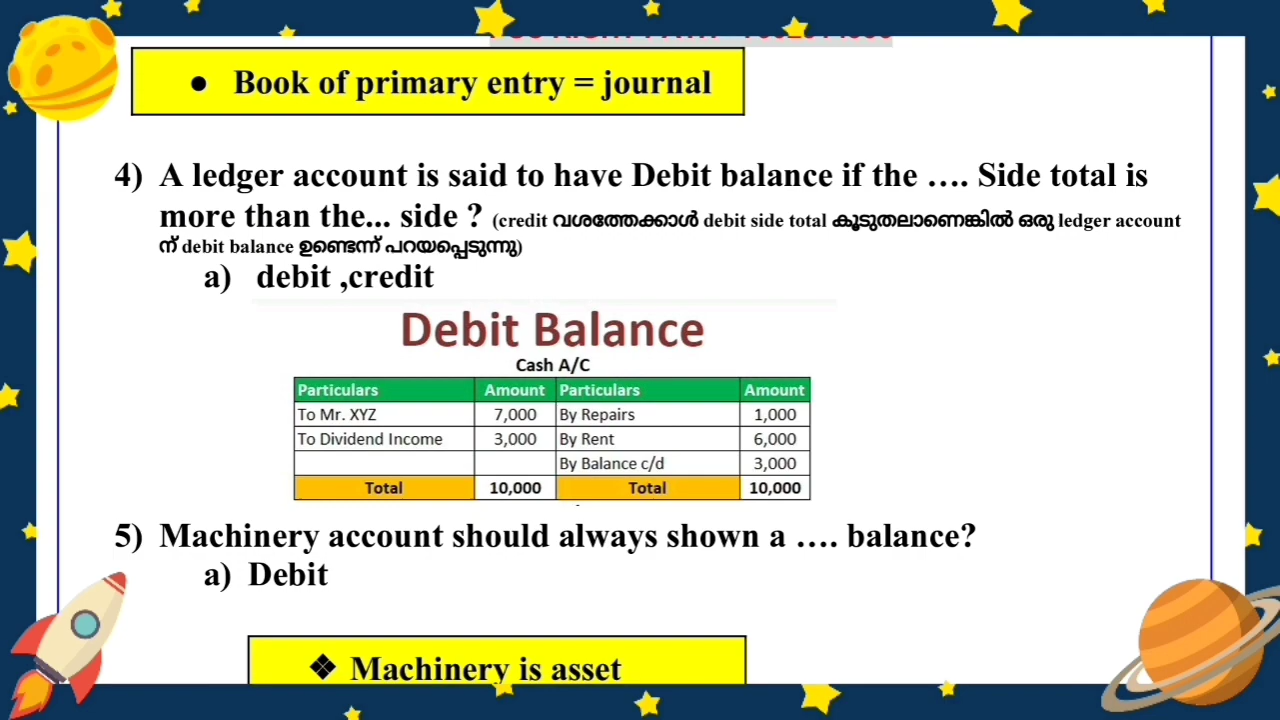 ● Book of primary entry = journal
4) A ledger account is said to have Debit balance if the …. Side total is
more than the... side ? (credit വശത്തേക്കാൾ debit side total കൂടുതലാണെങ്കിൽ ഒരു ledger account
ന് debit balance ഉണ്ടെന്ന് പറയപ്പെടുന്നു)
a) debit ,credit
Debit Balance
Cash A/C
Particulars Amount Particulars Amount
To Mr. XYZ 7,000 By Repairs 1,000
To Dividend Income 3,000 By Rent 6,000
By Balance c/d 3,000
Total 10,000 Total 10,000
5) Machinery account should always shown a …. balance?
a) Debit
❖ Machinery is asset